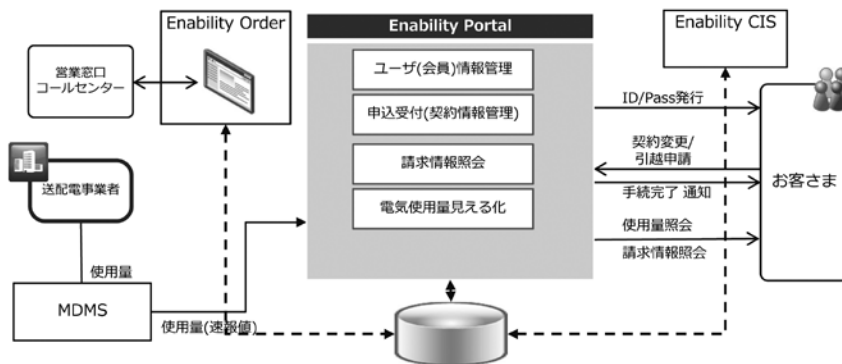 Enability Order
Enability Portal
Enability CIS
営業窓口
コールセンター
ユーザ(会員)情報管理
申込受付(契約情報管理)
請求情報照会
電気使用量見える化
ID/Pass発行
契約変更/
引越申請
手続完了 通知
使用量照会
請求情報照会
お客さま
送配電事業者
使用量
MDMS
使用量(速報値)